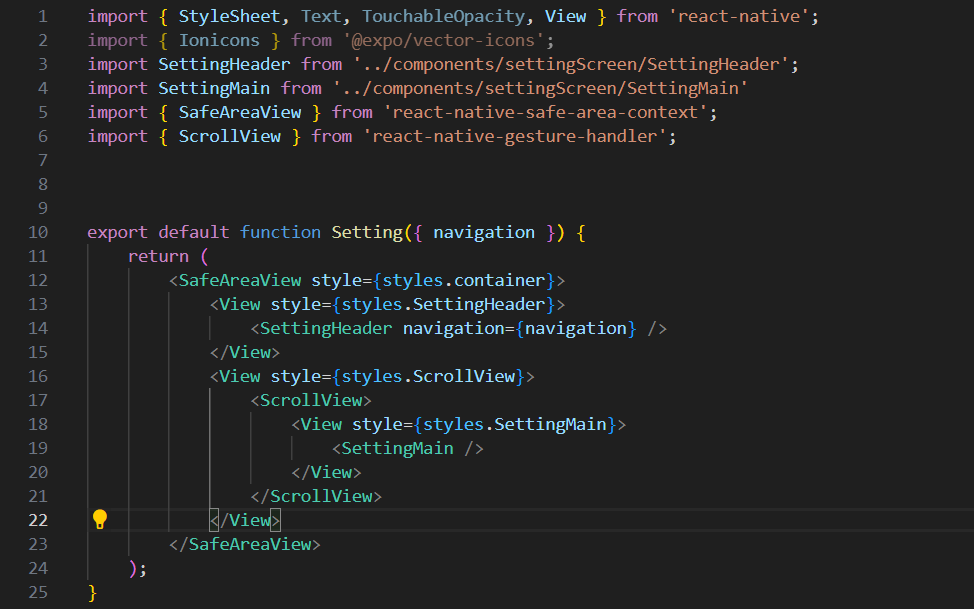 1 import { StyleSheet, Text, TouchableOpacity, View } from 'react-native';
2 import { Ionicons } from '@expo/vector-icons';
3 import SettingHeader from '../components/settingScreen/SettingHeader';
4 import SettingMain from '../components/settingScreen/SettingMain'
5 import { SafeAreaView } from 'react-native-safe-area-context';
6 import { ScrollView } from 'react-native-gesture-handler';
7
8
9
10 export default function Setting({ navigation }) {
11     return (
12         <SafeAreaView style={styles.container}>
13             <View style={styles.SettingHeader}>
14                 <SettingHeader navigation={navigation} />
15             </View>
16             <View style={styles.ScrollView}>
17                 <ScrollView>
18                     <View style={styles.SettingMain}>
19                         <SettingMain />
20                     </View>
21                 </ScrollView>
22             </View>
23         </SafeAreaView>
24     );
25 }